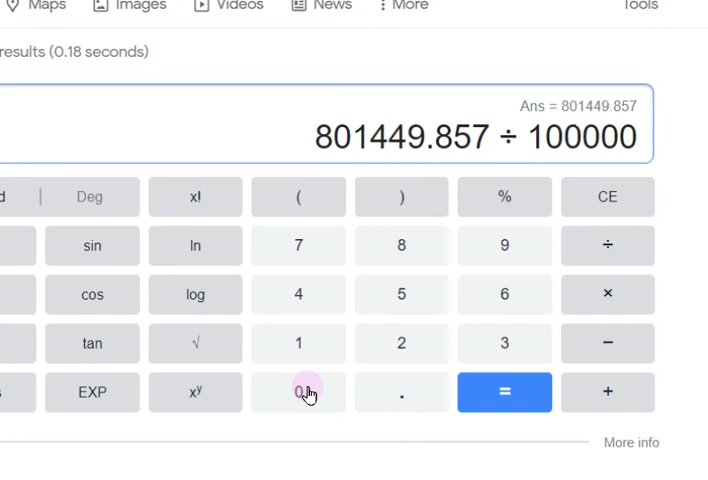 Maps Images Videos News More Tools
results (0.18 seconds)
Ans = 801449.857
801449.857 ÷ 100000
Deg x! ( ) % CE
sin ln 7 8 9 ÷
cos log 4 5 6 ×
tan √ 1 2 3 −
EXP xʸ 0 . = +
More info